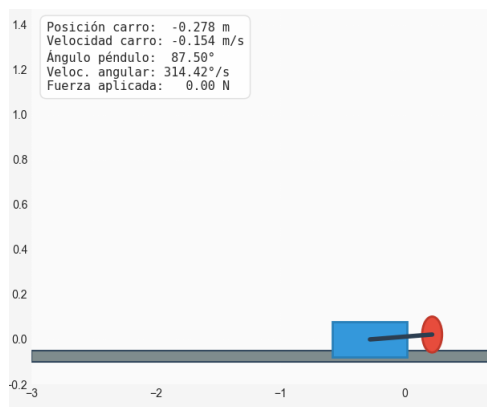 1.4
Posición carro:  -0.278 m
Velocidad carro: -0.154 m/s
Ángulo péndulo:  87.50°
Veloc. angular: 314.42°/s
Fuerza aplicada:   0.00 N
1.2
1.0
0.8
0.6
0.4
0.2
0.0
-0.2
−3
−2
−1
0